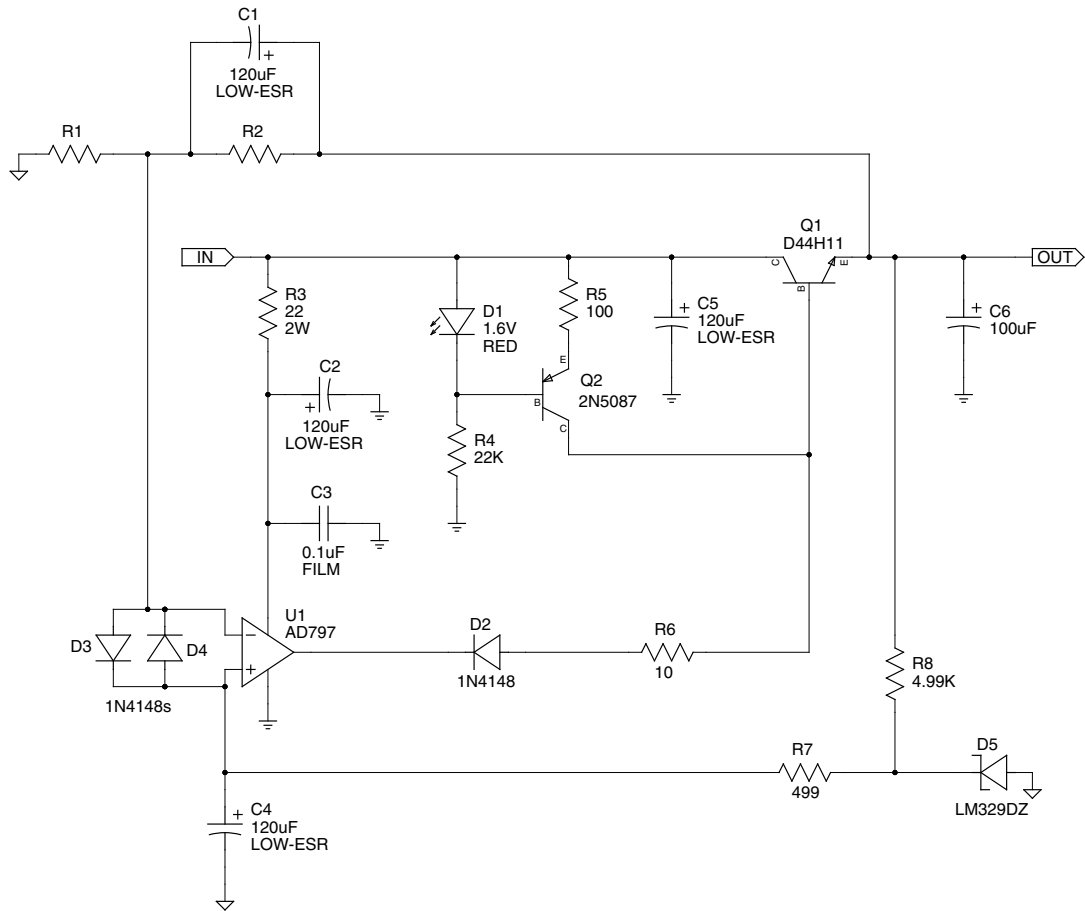 C1
+
120uF
LOW-ESR
R1
R2
Q1
D44H11
IN
C
E
B
OUT
R3
22
2W
D1
1.6V
RED
R5
100
+
C5
120uF
LOW-ESR
+
C6
100uF
C2
+
120uF
LOW-ESR
E
B
C
Q2
2N5087
R4
22K
C3
0.1uF
FILM
U1
AD797
−
+
D3
D4
1N4148s
D2
1N4148
R6
10
R8
4.99K
R7
499
D5
LM329DZ
+
C4
120uF
LOW-ESR